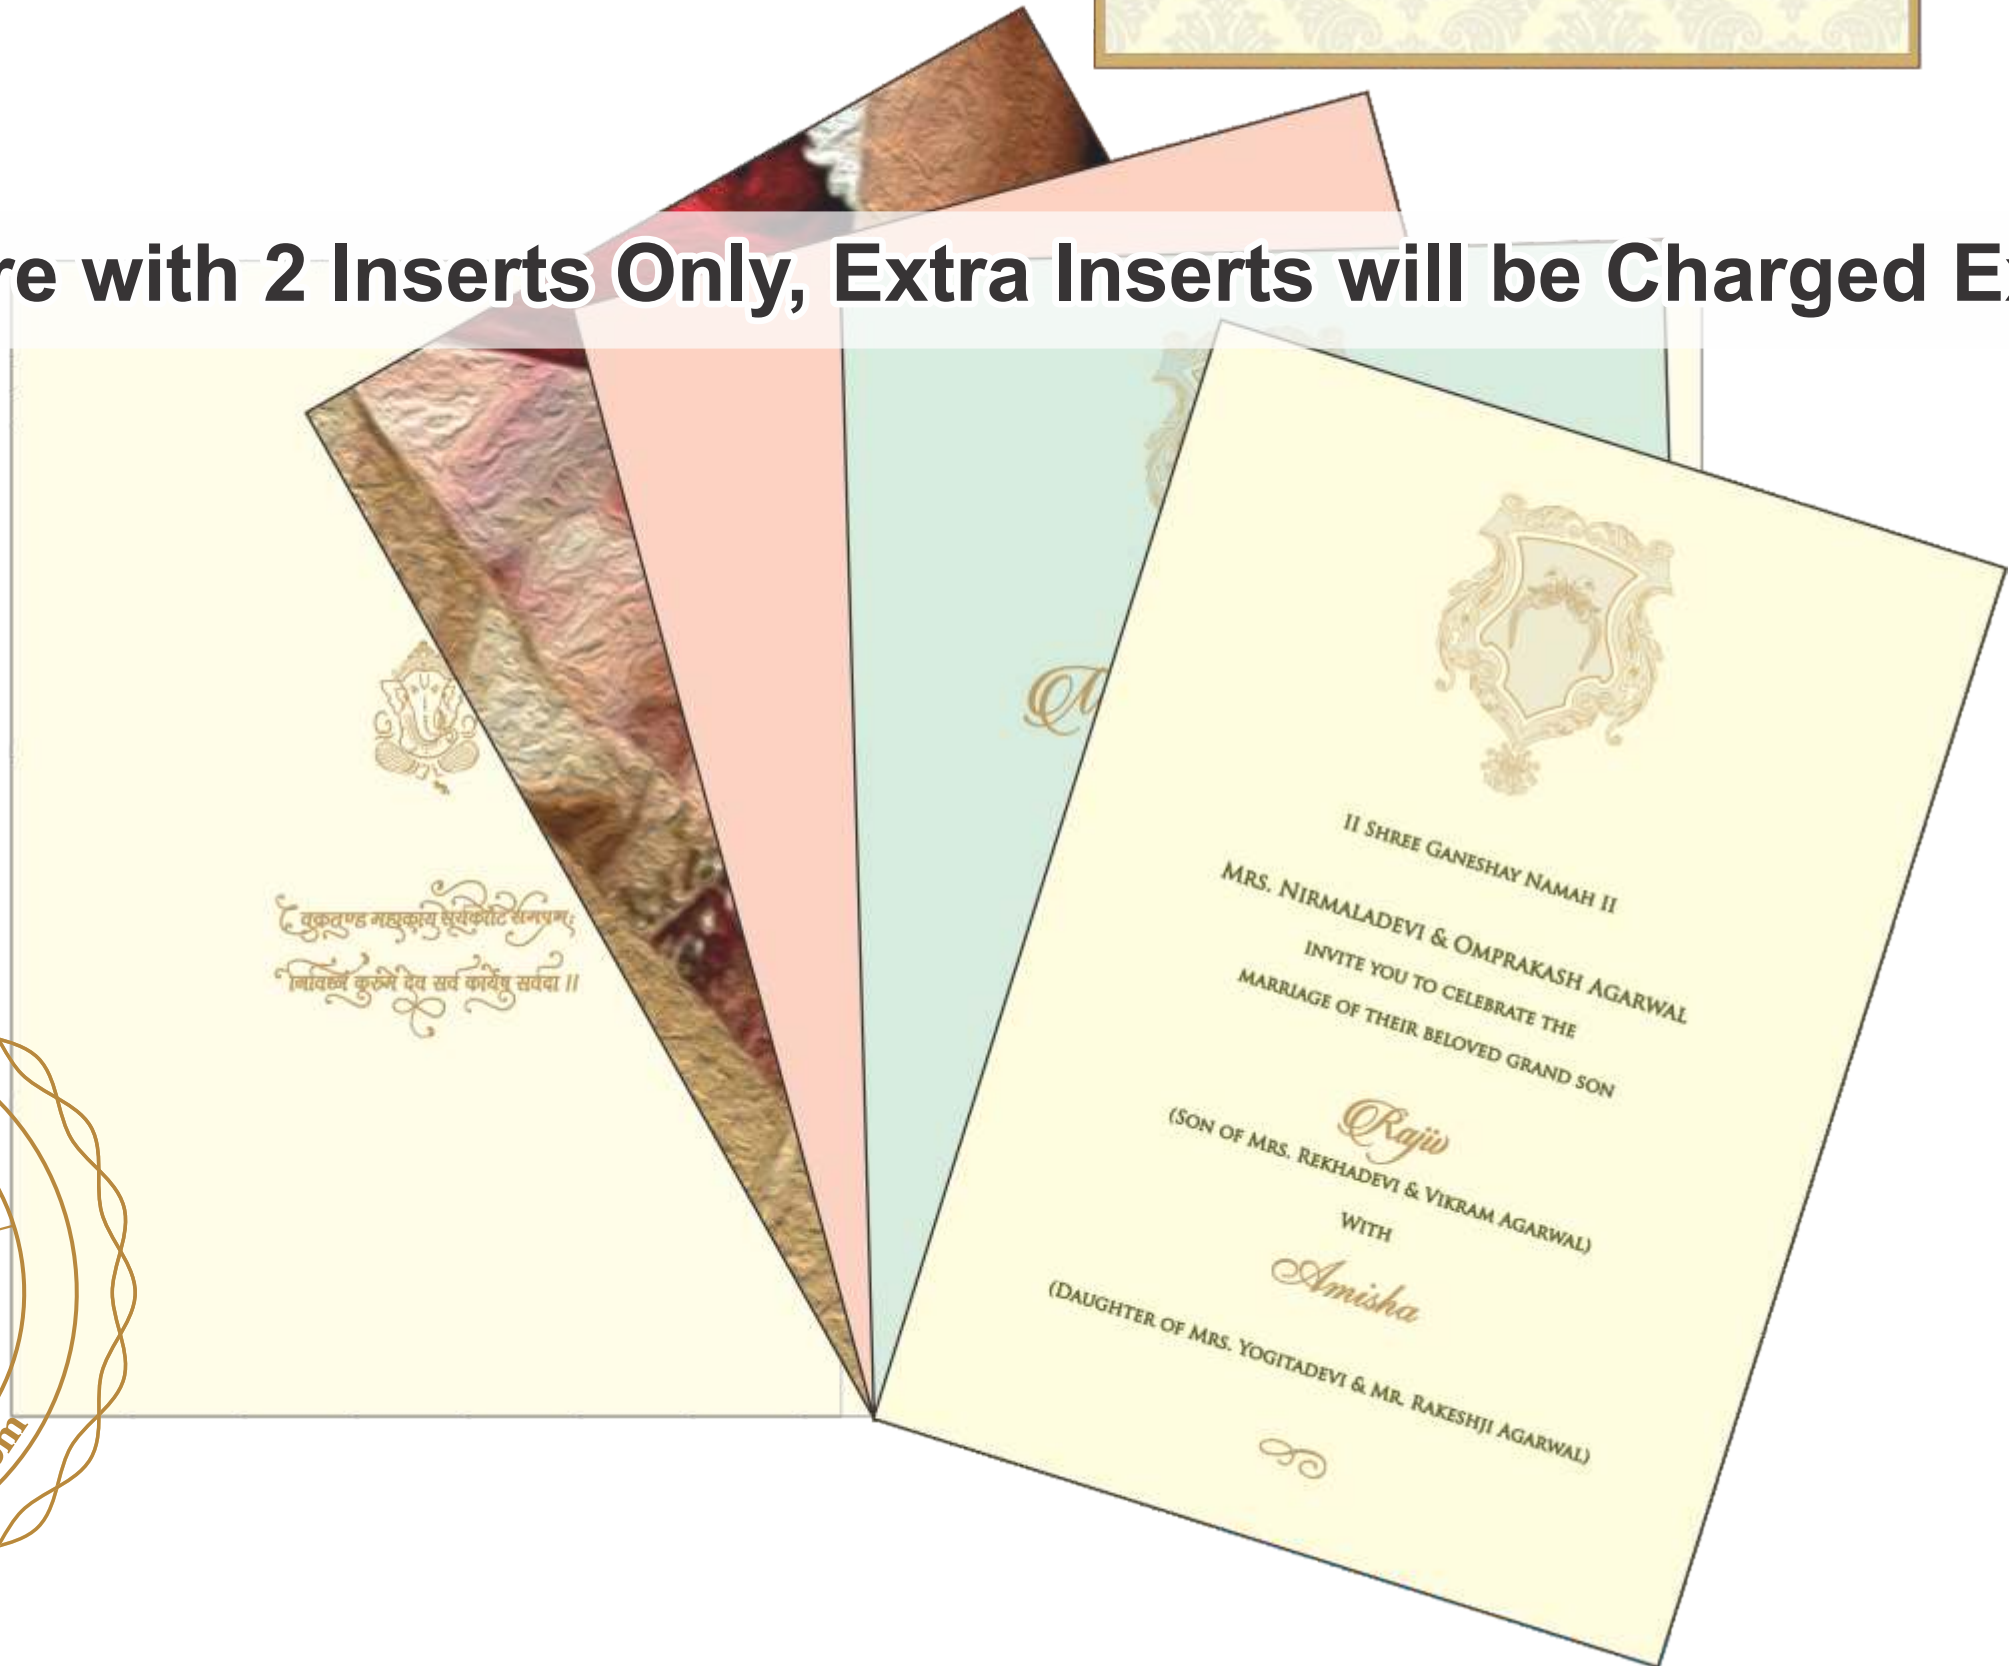 re with 2 Inserts Only, Extra Inserts will be Charged Ex
वक्रतुण्ड महाकाय सूर्यकोटि समप्रभः
निर्विघ्नं कुरुमे देव सर्व कार्येषु सर्वदा ॥
II SHREE GANESHAY NAMAH II
MRS. NIRMALADEVI & OMPRAKASH AGARWAL
INVITE YOU TO CELEBRATE THE
MARRIAGE OF THEIR BELOVED GRAND SON
Rajiv
(SON OF MRS. REKHADEVI & VIKRAM AGARWAL)
WITH
Amisha
(DAUGHTER OF MRS. YOGITADEVI & MR. RAKESHJI AGARWAL)
om